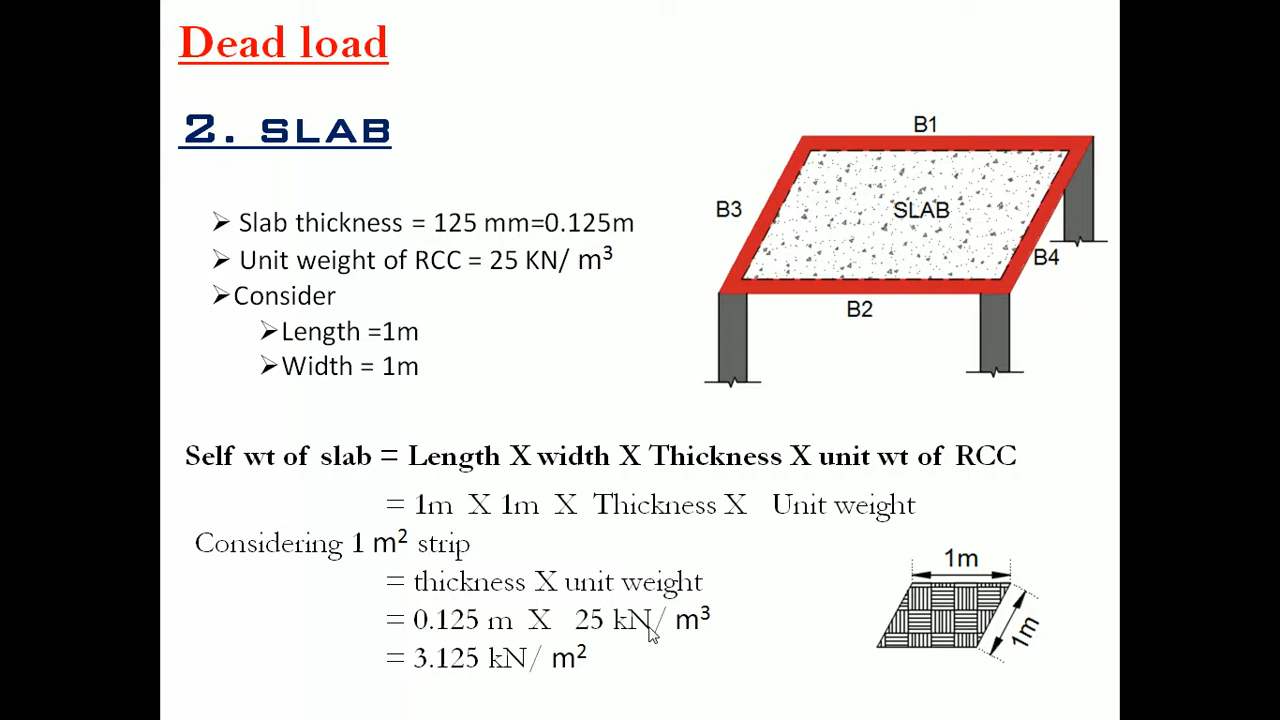 Dead load
2. SLAB
➢ Slab thickness = 125 mm=0.125m
➢ Unit weight of RCC = 25 KN/ m³
➢Consider
➢Length =1m
➢Width = 1m
B1
B3
SLAB
B4
B2
Self wt of slab = Length X width X Thickness X unit wt of RCC
= 1m X 1m X Thickness X Unit weight
Considering 1 m² strip
= thickness X unit weight
= 0.125 m X 25 kN/ m³
= 3.125 kN/ m²
1m
1m